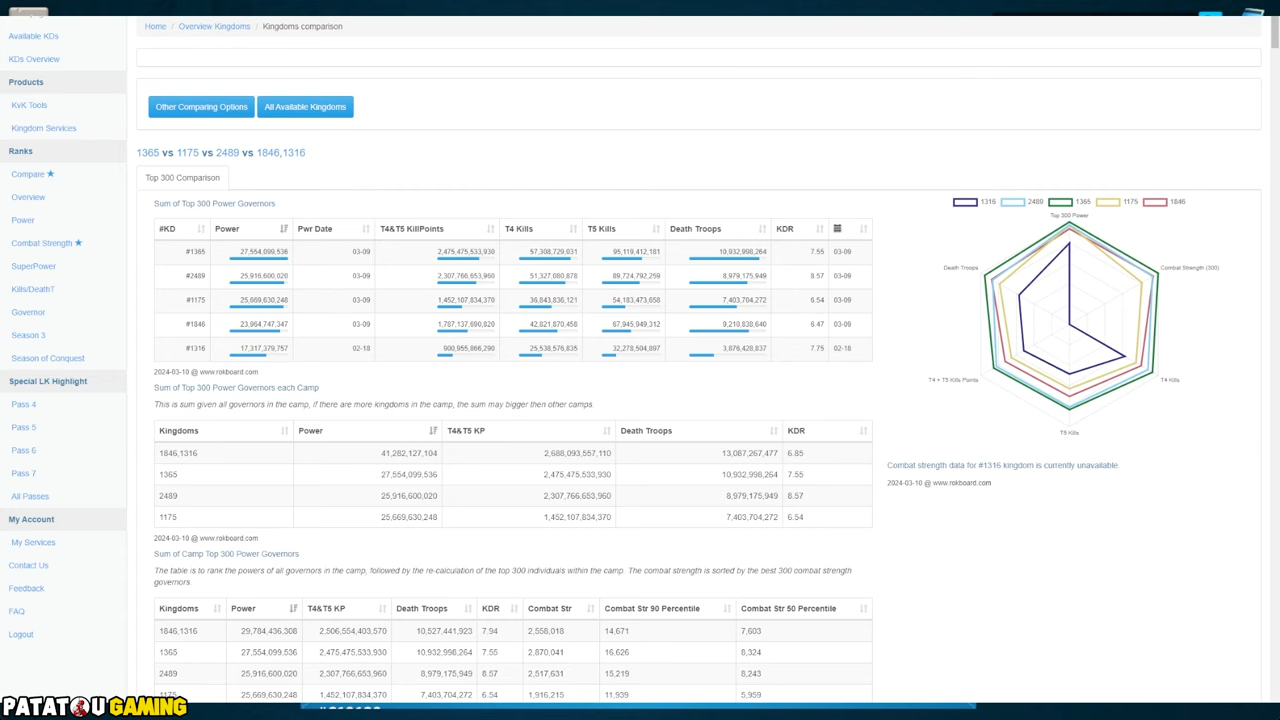 Home / Overview Kingdoms / Kingdoms comparison
Available KDs
KDs Overview
Products
KvK Tools
Kingdom Services
Ranks
Compare ★
Overview
Power
Combat Strength ★
SuperPower
Kills/DeathT
Governor
Season 3
Season of Conquest
Special LK Highlight
Pass 4
Pass 5
Pass 6
Pass 7
All Passes
My Account
My Services
Contact Us
Feedback
FAQ
Logout
Other Comparing Options All Available Kingdoms
1365 vs 1175 vs 2489 vs 1846,1316
Top 300 Comparison
Sum of Top 300 Power Governors
#KD Power Pwr Date T4&T5 KillPoints T4 Kills T5 Kills Death Troops KDR
#1365 27,554,099,536 03-09 2,475,475,533,930 57,308,729,931 95,119,412,181 10,932,998,264 7.55 03-09
#2489 25,916,600,020 03-09 2,307,766,653,960 51,327,080,878 89,724,792,259 8,979,175,949 8.57 03-09
#1175 25,669,630,248 03-09 1,452,107,834,370 36,843,836,121 54,183,473,658 7,403,704,272 6.54 03-09
#1846 23,964,747,347 03-09 1,787,137,690,820 42,821,870,458 67,945,949,312 9,210,838,640 6.47 03-09
#1316 17,317,379,757 02-18 900,955,866,290 25,538,576,835 32,278,504,897 3,876,428,837 7.75 02-18
2024-03-10 @ www.rokboard.com
Sum of Top 300 Power Governors each Camp
This is sum given all governors in the camp, if there are more kingdoms in the camp, the sum may bigger then other camps.
Kingdoms Power T4&T5 KP Death Troops KDR
1846,1316 41,282,127,104 2,688,093,557,110 13,087,267,477 6.85
1365 27,554,099,536 2,475,475,533,930 10,932,998,264 7.55
2489 25,916,600,020 2,307,766,653,960 8,979,175,949 8.57
1175 25,669,630,248 1,452,107,834,370 7,403,704,272 6.54
2024-03-10 @ www.rokboard.com
Sum of Camp Top 300 Power Governors
The table is to rank the powers of all governors in the camp, followed by the re-calculation of the top 300 individuals within the camp. The combat strength is sorted by the best 300 combat strength
governors.
Kingdoms Power T4&T5 KP Death Troops KDR Combat Str Combat Str 90 Percentile Combat Str 50 Percentile
1846,1316 29,784,436,308 2,506,554,403,570 10,527,441,923 7.94 2,558,018 14,671 7,603
1365 27,554,099,536 2,475,475,533,930 10,932,998,264 7.55 2,870,041 16,626 8,324
2489 25,916,600,020 2,307,766,653,960 8,979,175,949 8.57 2,517,631 15,219 8,243
1175 25,669,630,248 1,452,107,834,370 7,403,704,272 6.54 1,916,215 11,939 5,959
1316 2489 1365 1175 1846
Top 300 Power
Death Troops Combat Strength (300)
T4 + T5 Kills Points T4 Kills
T5 Kills
Combat strength data for #1316 kingdom is currently unavailable.
2024-03-10 @ www.rokboard.com
PATATOU GAMING